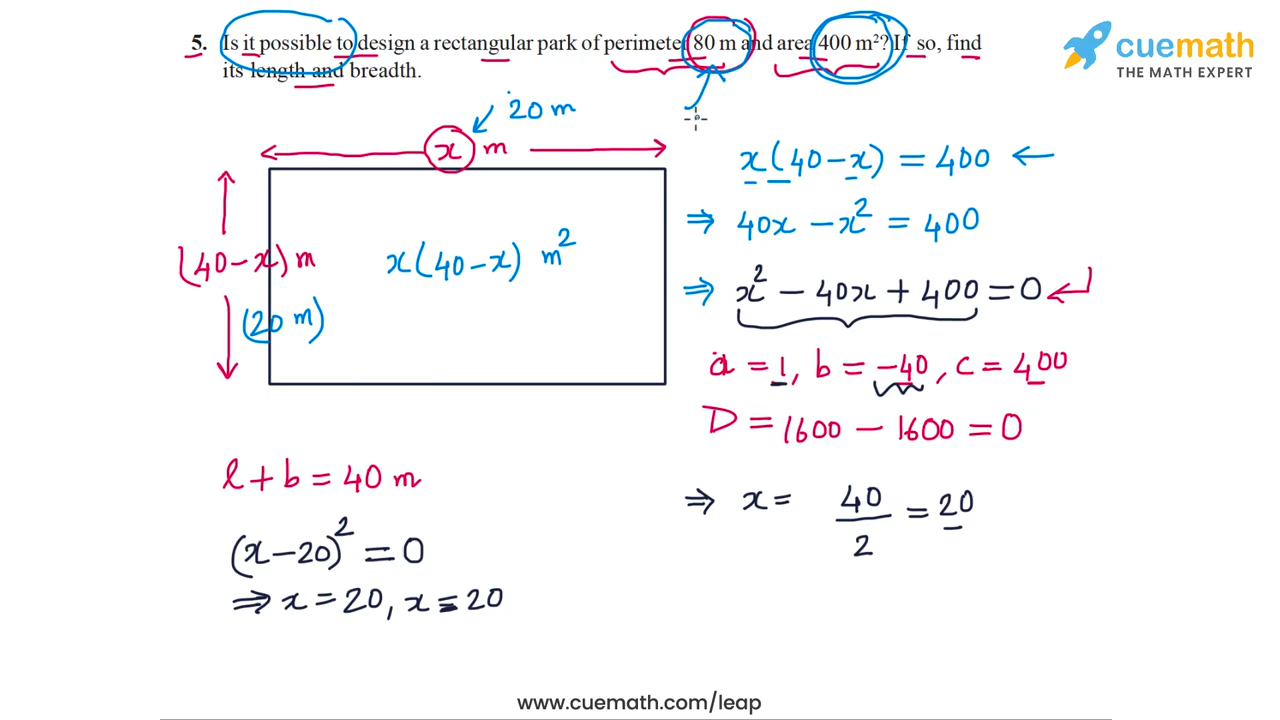 5. Is it possible to design a rectangular park of perimeter 80 m and area 400 m²? If so, find
its length and breadth.
cuemath
THE MATH EXPERT
20 m
x m
(40-x) m
x(40-x) m²
(20 m)
l + b = 40 m
(x-20)² = 0
⇒ x = 20, x = 20
x(40-x) = 400 ←
⇒ 40x - x² = 400
⇒ x² - 40x + 400 = 0
a = 1, b = -40, c = 400
D = 1600 - 1600 = 0
⇒ x = 40/2 = 20
www.cuemath.com/leap